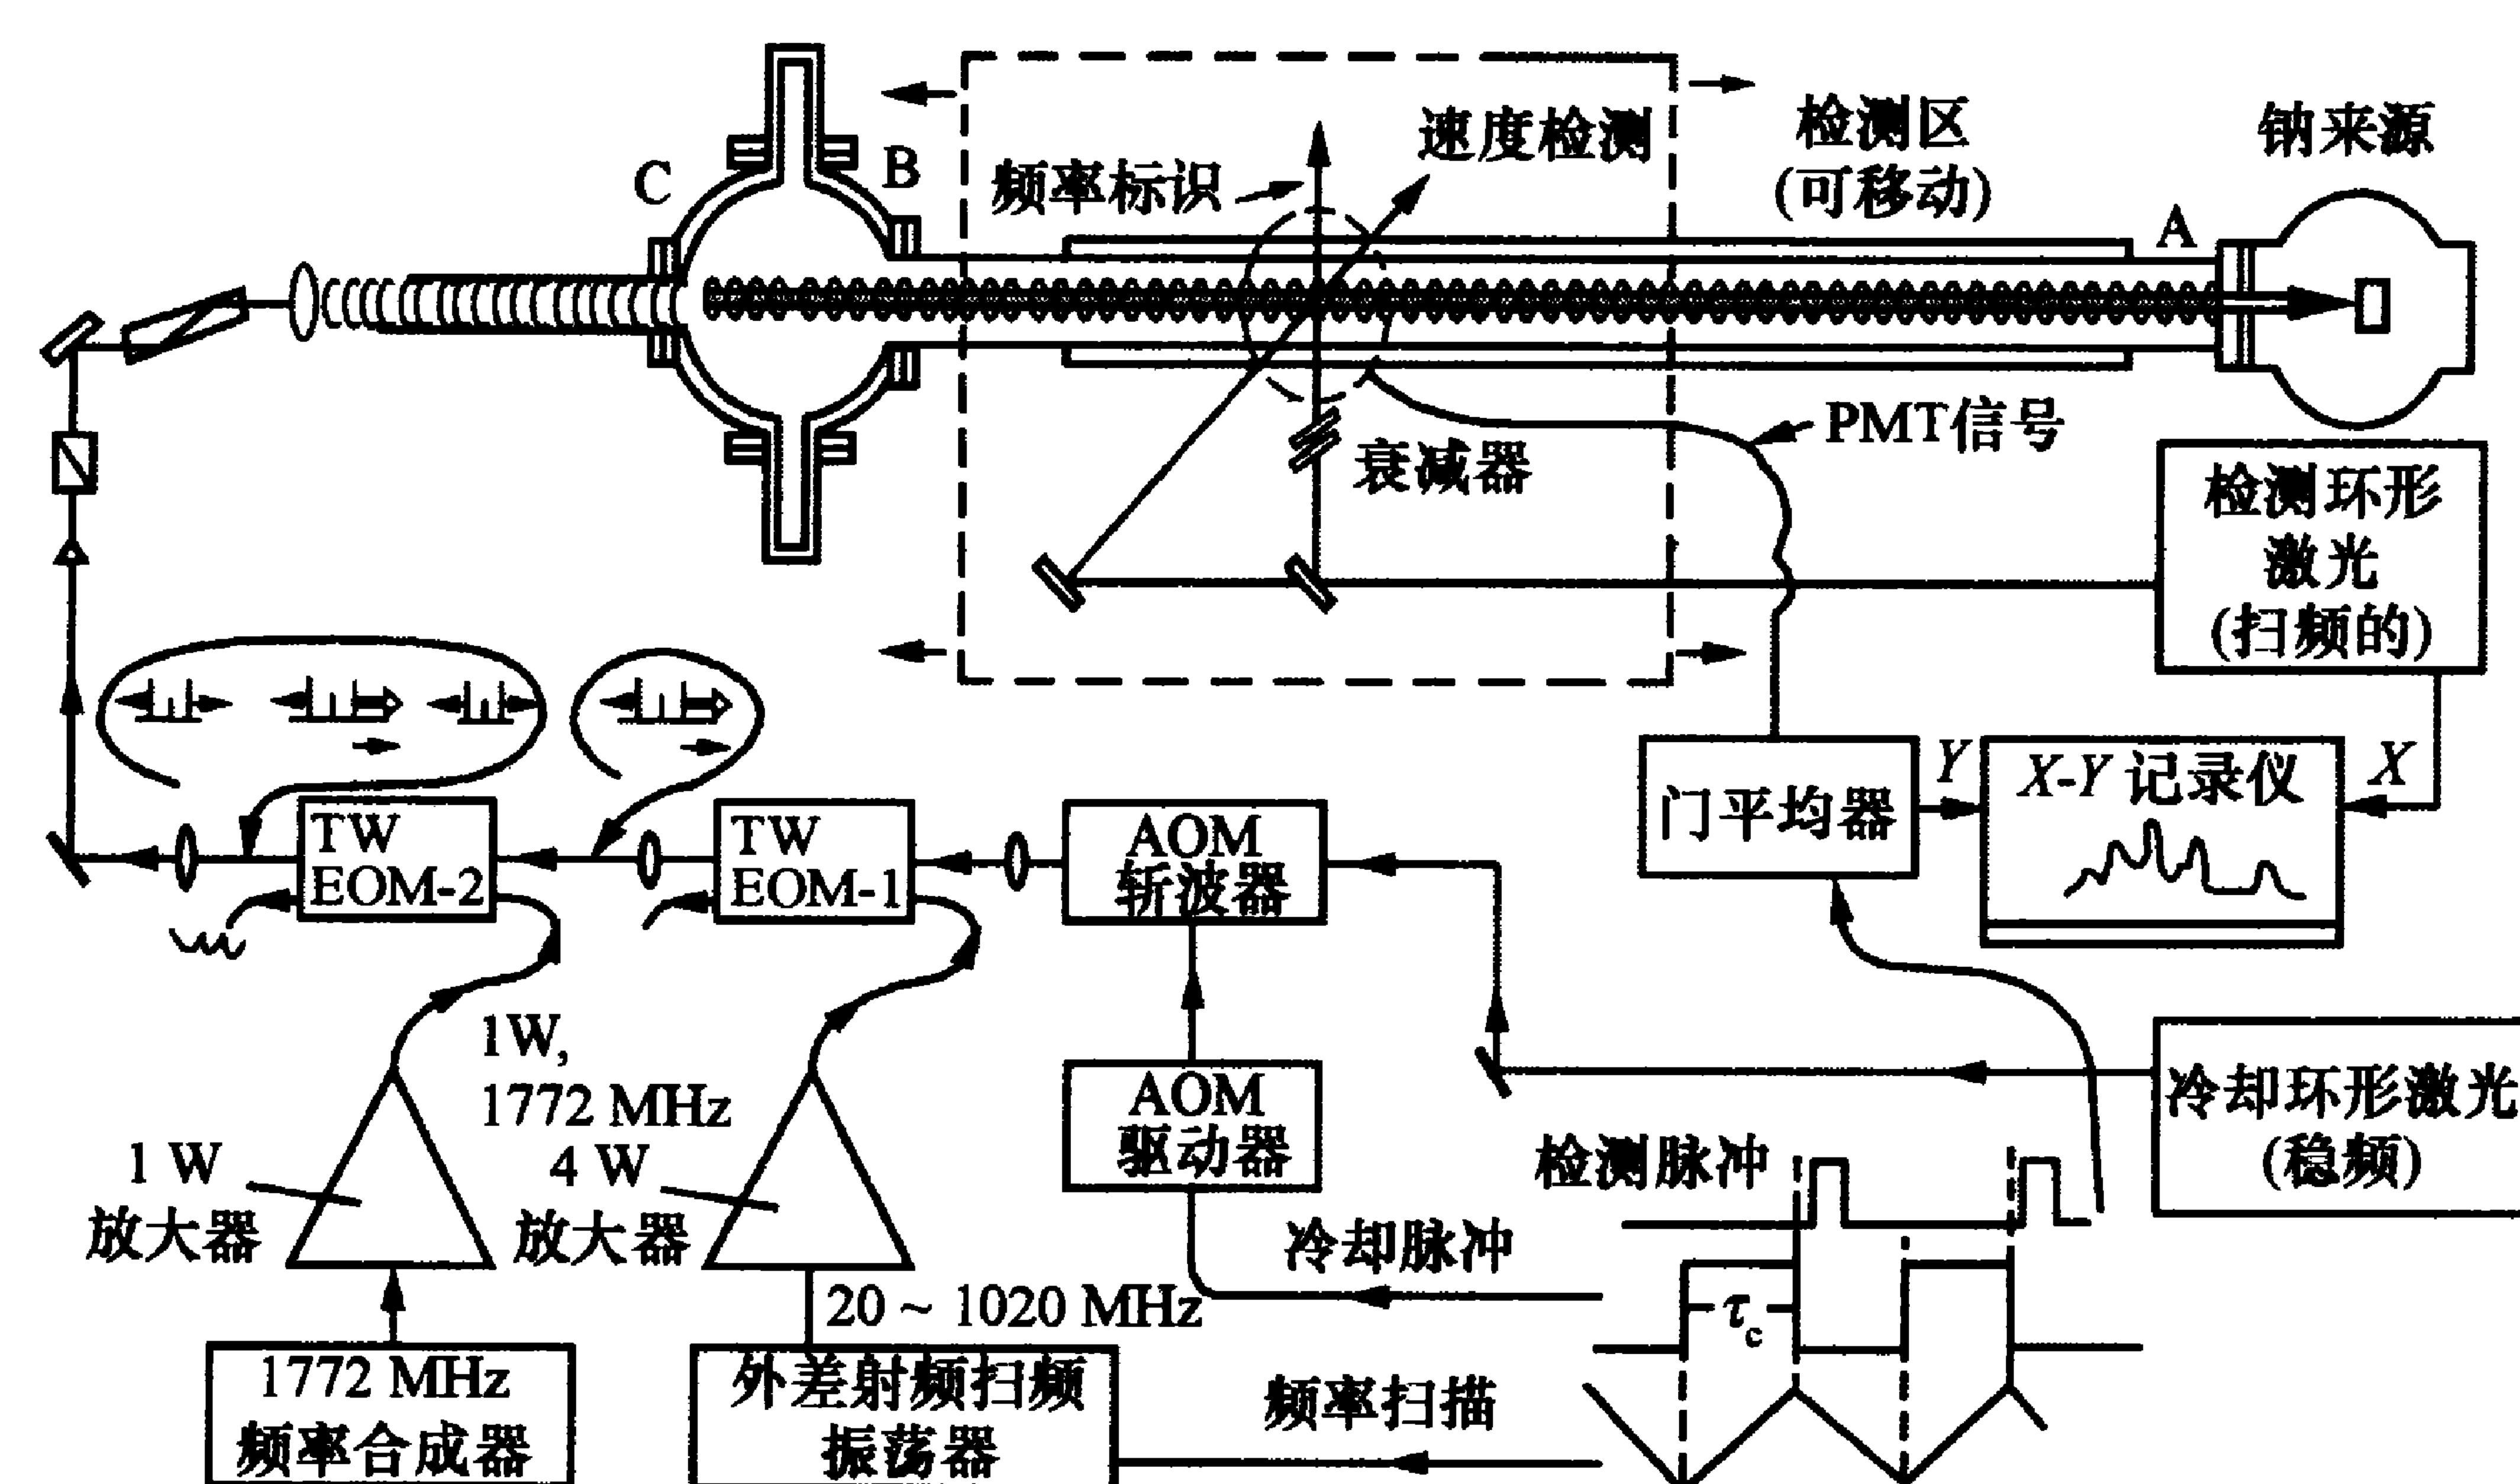 C
B
频率标识
速度检测
检测区
(可移动)
A
钠来源
衰减器
PMT信号
检测环形
激光
(扫频的)
TW
EOM-2
TW
EOM-1
AOM
斩波器
门平均器
Y
X-Y 记录仪
X
1W,
1772 MHz
1 W
放大器
4 W
放大器
AOM
驱动器
冷却环形激光
(稳频)
检测脉冲
冷却脉冲
τc
20 ~ 1020 MHz
1772 MHz
频率合成器
外差射频扫频
振荡器
频率扫描